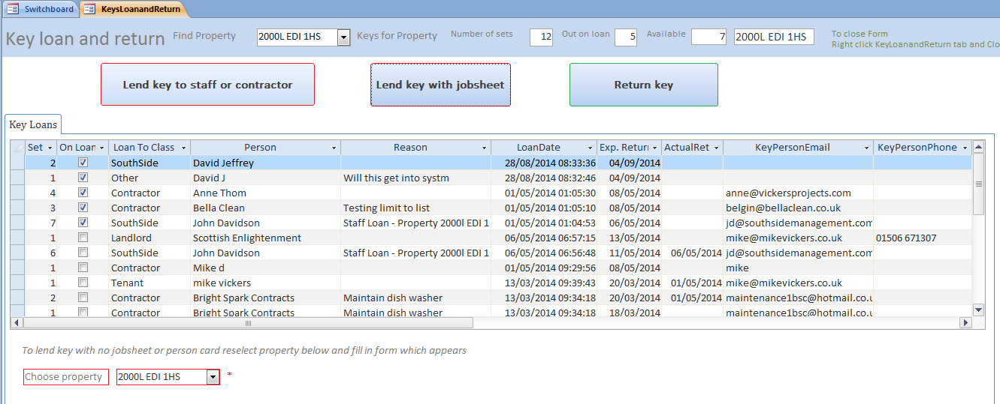 Switchboard KeysLoanandReturn
Key loan and return Find Property 2000L EDI 1HS Keys for Property Number of sets 12 Out on loan 5 Available 7 2000L EDI 1HS To close Form
Right click KeyLoanandReturn tab and Clo
Lend key to staff or contractor Lend key with jobsheet Return key
Key Loans
Set On Loan Loan To Class Person Reason LoanDate Exp. Return ActualRet KeyPersonEmail KeyPersonPhone
2 SouthSide David Jeffrey 28/08/2014 08:33:36 04/09/2014
1 Other David J Will this get into systm 28/08/2014 08:32:46 04/09/2014
4 Contractor Anne Thom 01/05/2014 01:05:30 08/05/2014 anne@vickersprojects.com
3 Contractor Bella Clean Testing limit to list 01/05/2014 01:05:10 08/05/2014 belgin@bellaclean.co.uk
7 SouthSide John Davidson Staff Loan - Property 2000l EDI 1 01/05/2014 01:04:53 06/05/2014 jd@southsidemanagement.com
1 Landlord Scottish Enlightenment 06/05/2014 06:57:15 13/05/2014 mike@mikevickers.co.uk 01506 671307
6 SouthSide John Davidson Staff Loan - Property 2000l EDI 1 06/05/2014 06:56:48 11/05/2014 06/05/2014 jd@southsidemanagement.com
1 Contractor Mike d 01/05/2014 09:29:56 08/05/2014 mike
1 Tenant mike vickers 13/03/2014 09:39:43 20/03/2014 01/05/2014 mike@mikevickers.co.uk
2 Contractor Bright Spark Contracts Maintain dish washer 13/03/2014 09:34:18 20/03/2014 01/05/2014 maintenance1bsc@hotmail.co.u
1 Contractor Bright Spark Contracts Maintain dish washer 13/03/2014 09:34:18 18/03/2014 maintenance1bsc@hotmail.co.u
To lend key with no jobsheet or person card reselect property below and fill in form which appears
Choose property 2000L EDI 1HS *